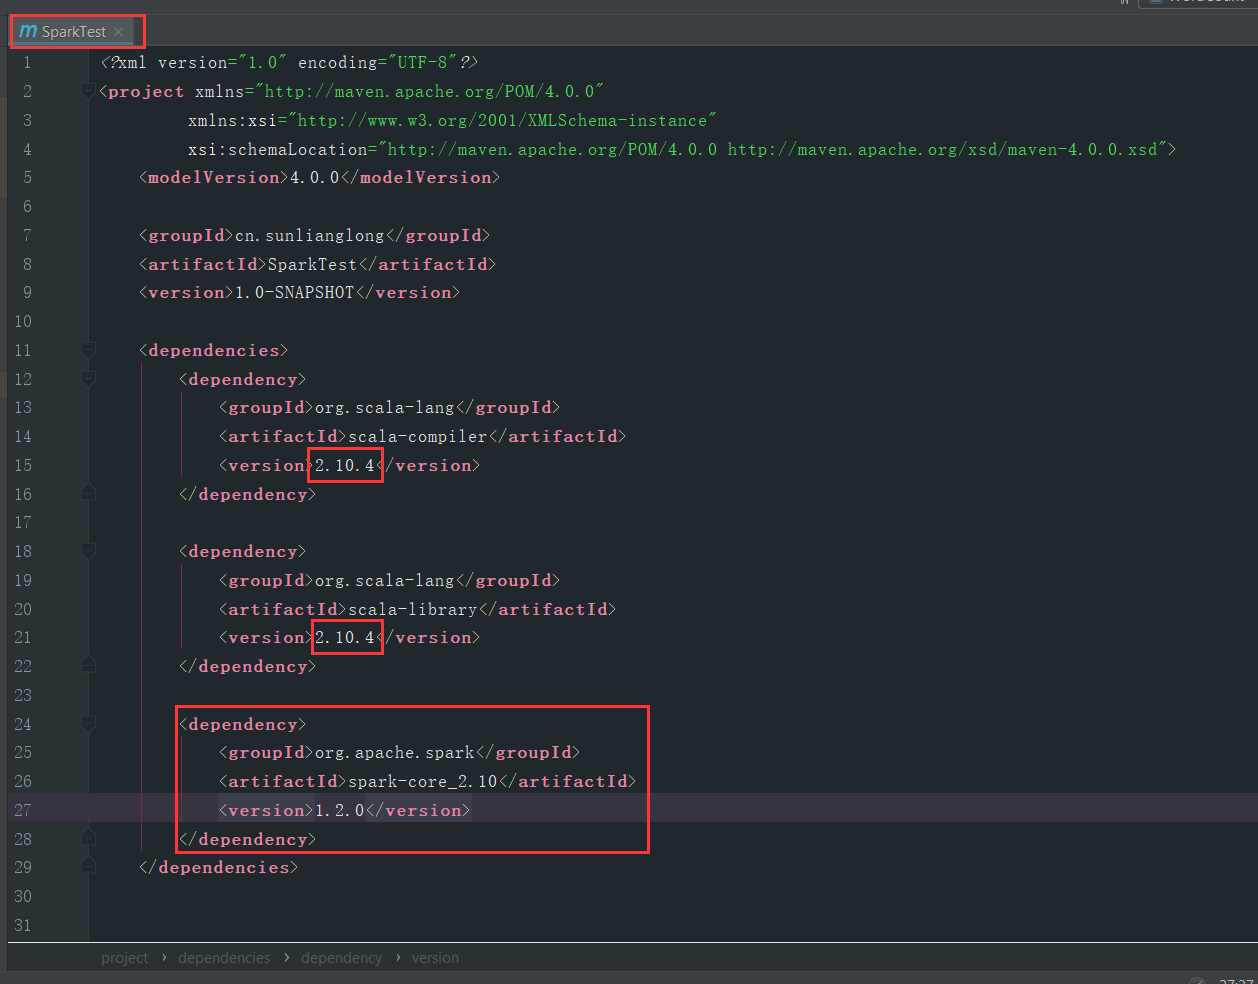 SparkTest
1 <?xml version="1.0" encoding="UTF-8"?>
2 <project xmlns="http://maven.apache.org/POM/4.0.0"
3 xmlns:xsi="http://www.w3.org/2001/XMLSchema-instance"
4 xsi:schemaLocation="http://maven.apache.org/POM/4.0.0 http://maven.apache.org/xsd/maven-4.0.0.xsd">
5 <modelVersion>4.0.0</modelVersion>
6
7 <groupId>cn.sunlianglong</groupId>
8 <artifactId>SparkTest</artifactId>
9 <version>1.0-SNAPSHOT</version>
10
11 <dependencies>
12 <dependency>
13 <groupId>org.scala-lang</groupId>
14 <artifactId>scala-compiler</artifactId>
15 <version>2.10.4</version>
16 </dependency>
17
18 <dependency>
19 <groupId>org.scala-lang</groupId>
20 <artifactId>scala-library</artifactId>
21 <version>2.10.4</version>
22 </dependency>
23
24 <dependency>
25 <groupId>org.apache.spark</groupId>
26 <artifactId>spark-core_2.10</artifactId>
27 <version>1.2.0</version>
28 </dependency>
29 </dependencies>
30
31
project › dependencies › dependency › version